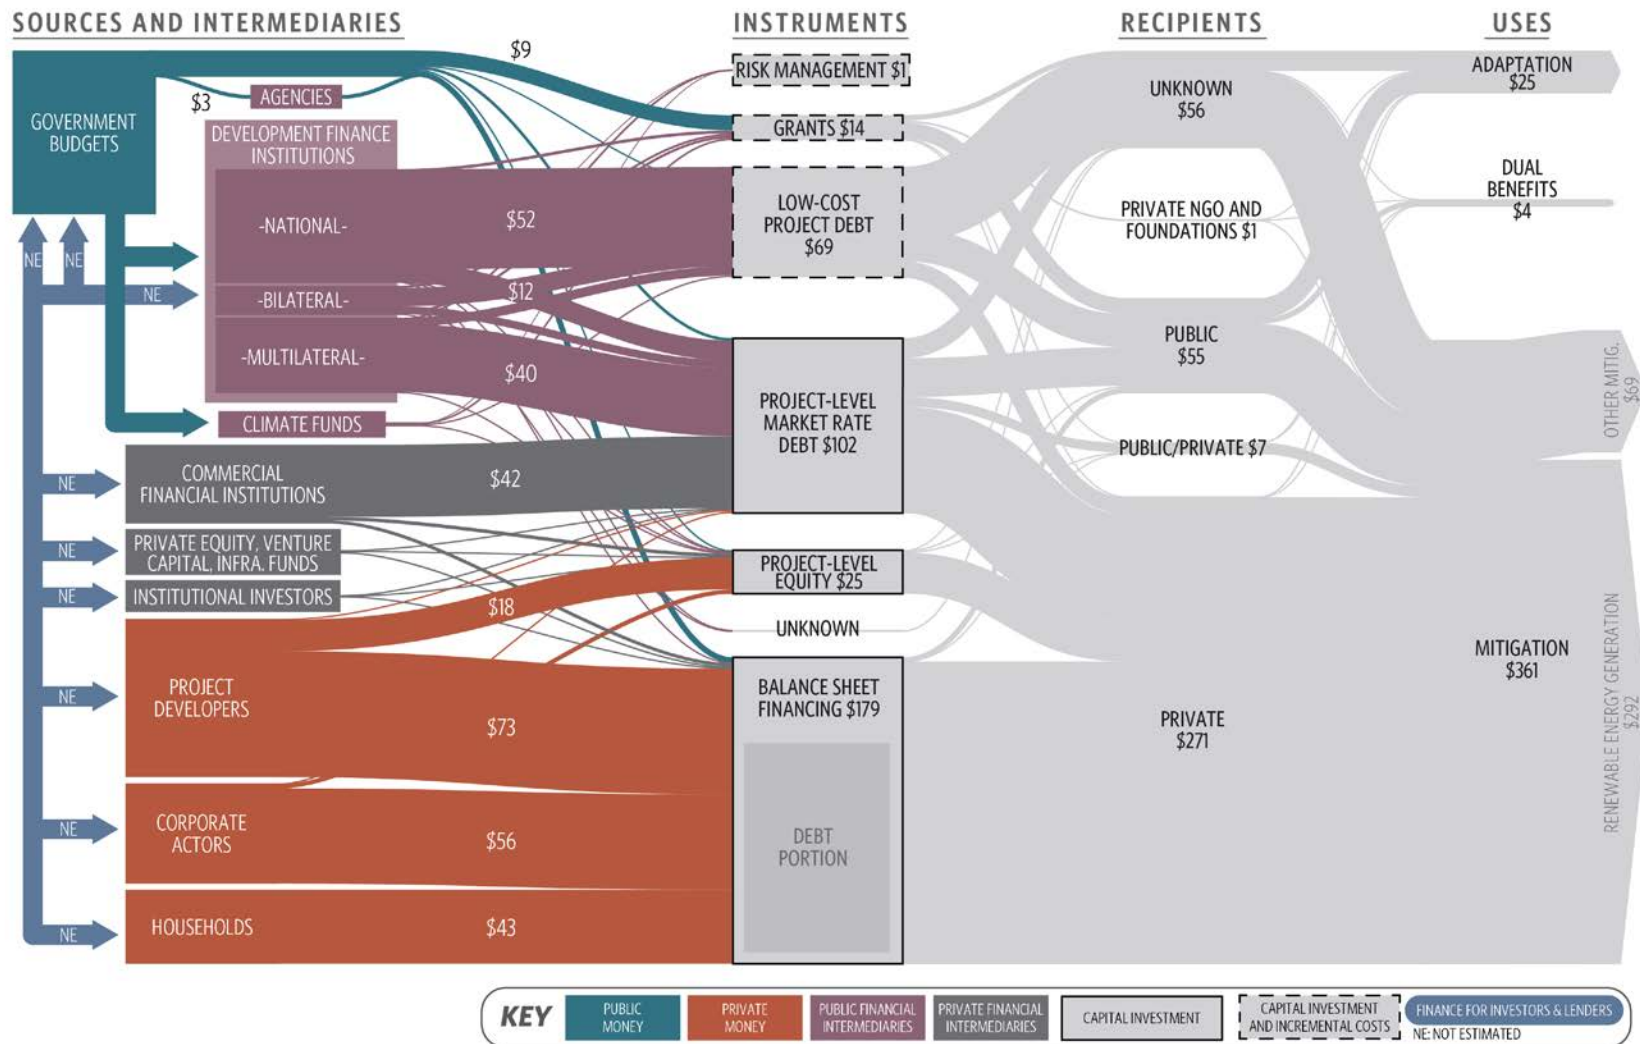 SOURCES AND INTERMEDIARIES
INSTRUMENTS
RECIPIENTS
USES
GOVERNMENT
BUDGETS
$3
AGENCIES
$9
DEVELOPMENT FINANCE
INSTITUTIONS
-NATIONAL-
$52
-BILATERAL-
$12
-MULTILATERAL-
$40
CLIMATE FUNDS
NE
NE
NE
COMMERCIAL
FINANCIAL INSTITUTIONS
$42
NE
PRIVATE EQUITY, VENTURE
CAPITAL, INFRA. FUNDS
NE
INSTITUTIONAL INVESTORS
NE
$18
PROJECT
DEVELOPERS
$73
NE
CORPORATE
ACTORS
$56
NE
HOUSEHOLDS
$43
NE
RISK MANAGEMENT $1
GRANTS $14
LOW-COST
PROJECT DEBT
$69
PROJECT-LEVEL
MARKET RATE
DEBT $102
PROJECT-LEVEL
EQUITY $25
UNKNOWN
BALANCE SHEET
FINANCING $179
DEBT
PORTION
UNKNOWN
$56
PRIVATE NGO AND
FOUNDATIONS $1
PUBLIC
$55
PUBLIC/PRIVATE $7
PRIVATE
$271
ADAPTATION
$25
DUAL
BENEFITS
$4
OTHER MITIG.
$69
MITIGATION
$361
RENEWABLE ENERGY GENERATION
$292
KEY
PUBLIC
MONEY
PRIVATE
MONEY
PUBLIC FINANCIAL
INTERMEDIARIES
PRIVATE FINANCIAL
INTERMEDIARIES
CAPITAL INVESTMENT
CAPITAL INVESTMENT
AND INCREMENTAL COSTS
FINANCE FOR INVESTORS & LENDERS
NE: NOT ESTIMATED